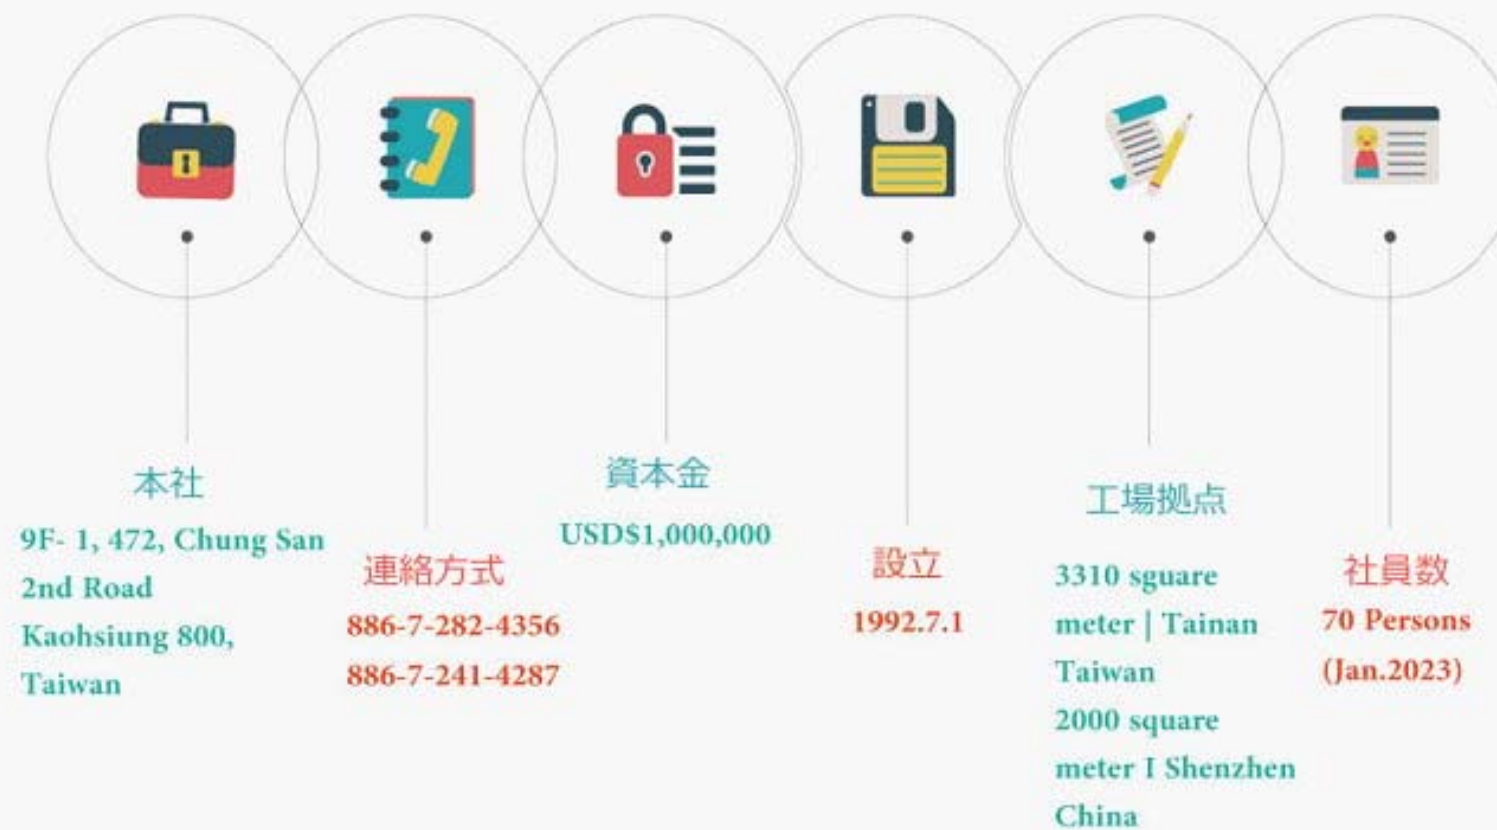 本社
9F- 1, 472, Chung San
2nd Road
Kaohsiung 800,
Taiwan
連絡方式
886-7-282-4356
886-7-241-4287
資本金
USD$1,000,000
設立
1992.7.1
工場拠点
3310 sguare
meter | Tainan
Taiwan
2000 square
meter I Shenzhen
China
社員数
70 Persons
(Jan.2023)